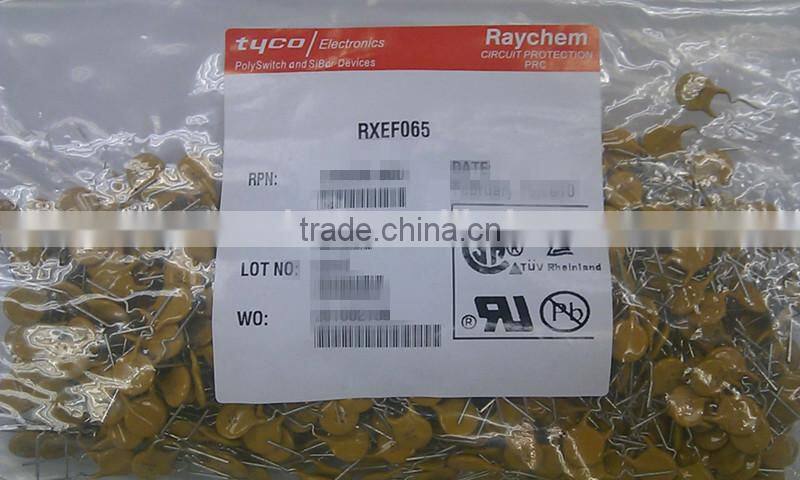 tyco / Electronics
PolySwitch and SiBar Devices
Raychem
CIRCUIT PROTECTION
PRC
RXEF065
RPN:
DATE
trade.china.cn
LOT NO:
TÜV Rheinland
WO:
Pb